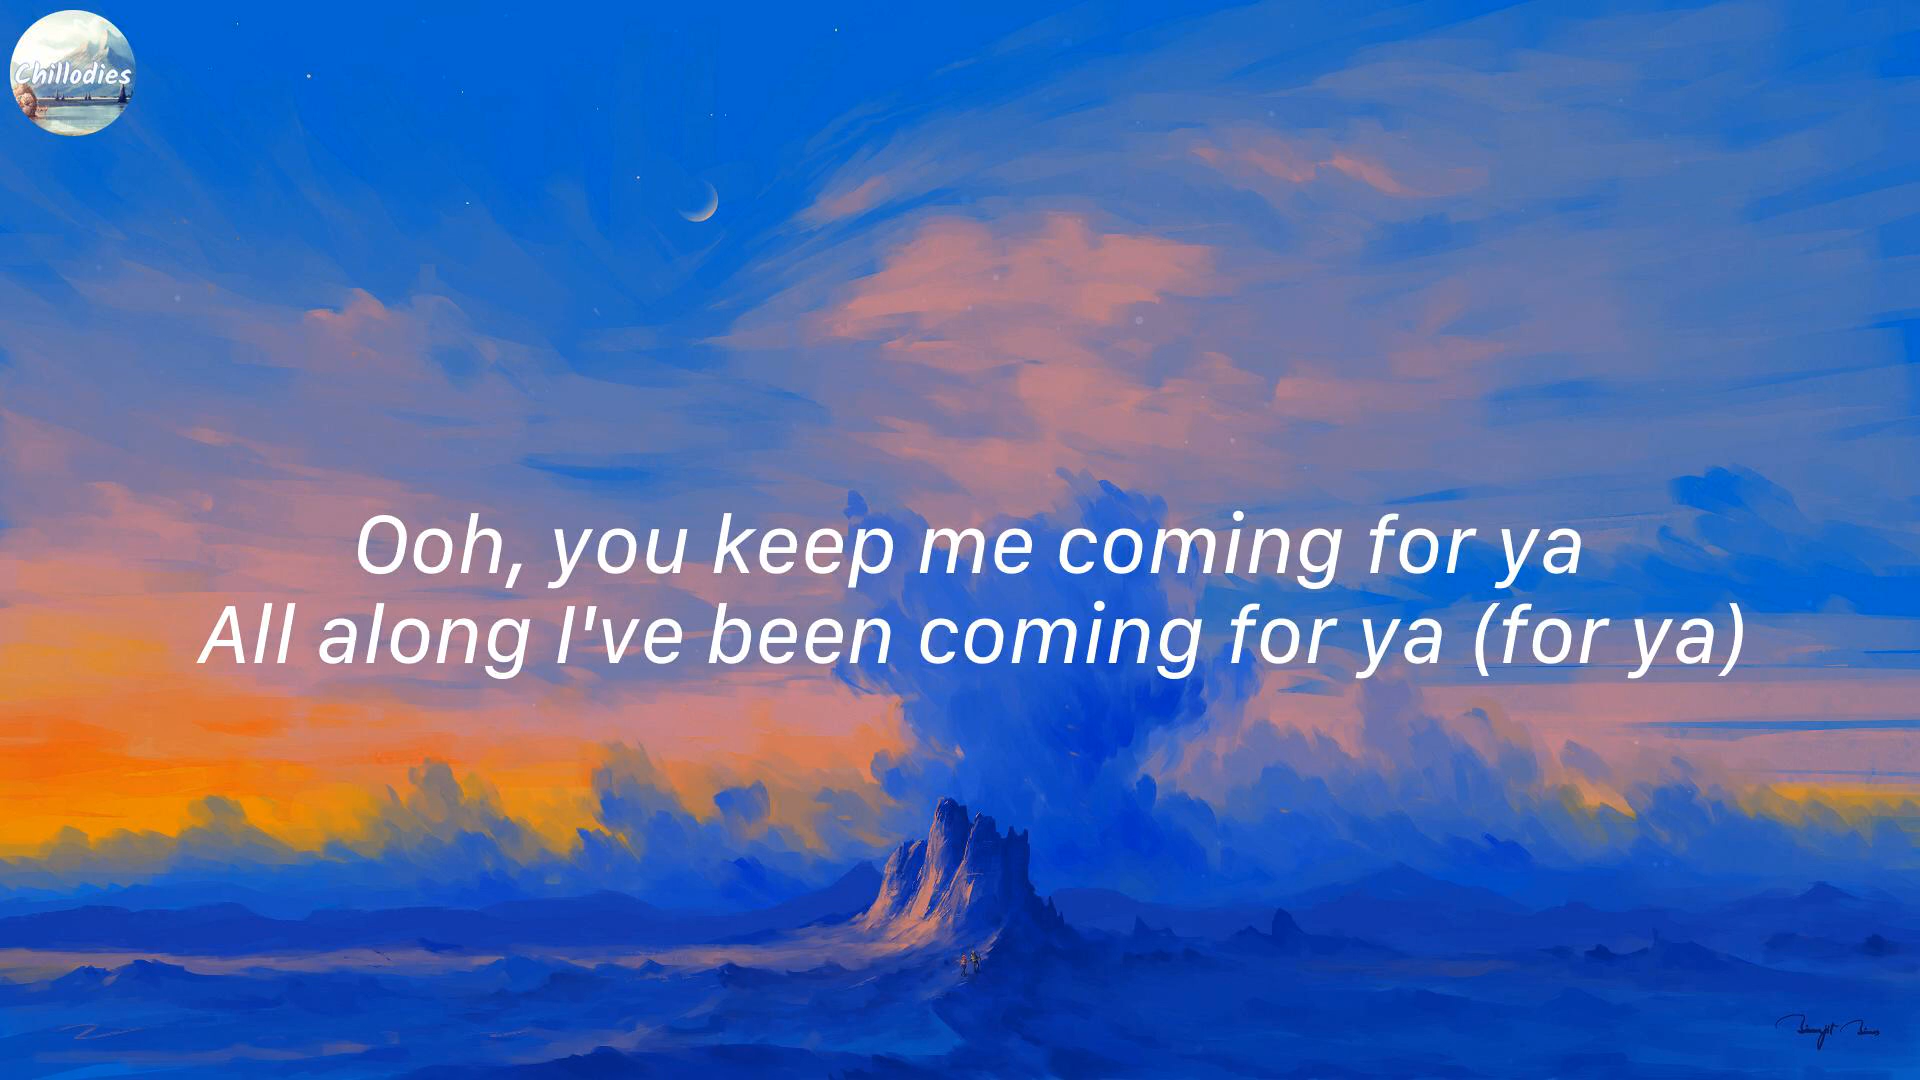 Chillodies
Ooh, you keep me coming for ya
All along I've been coming for ya (for ya)